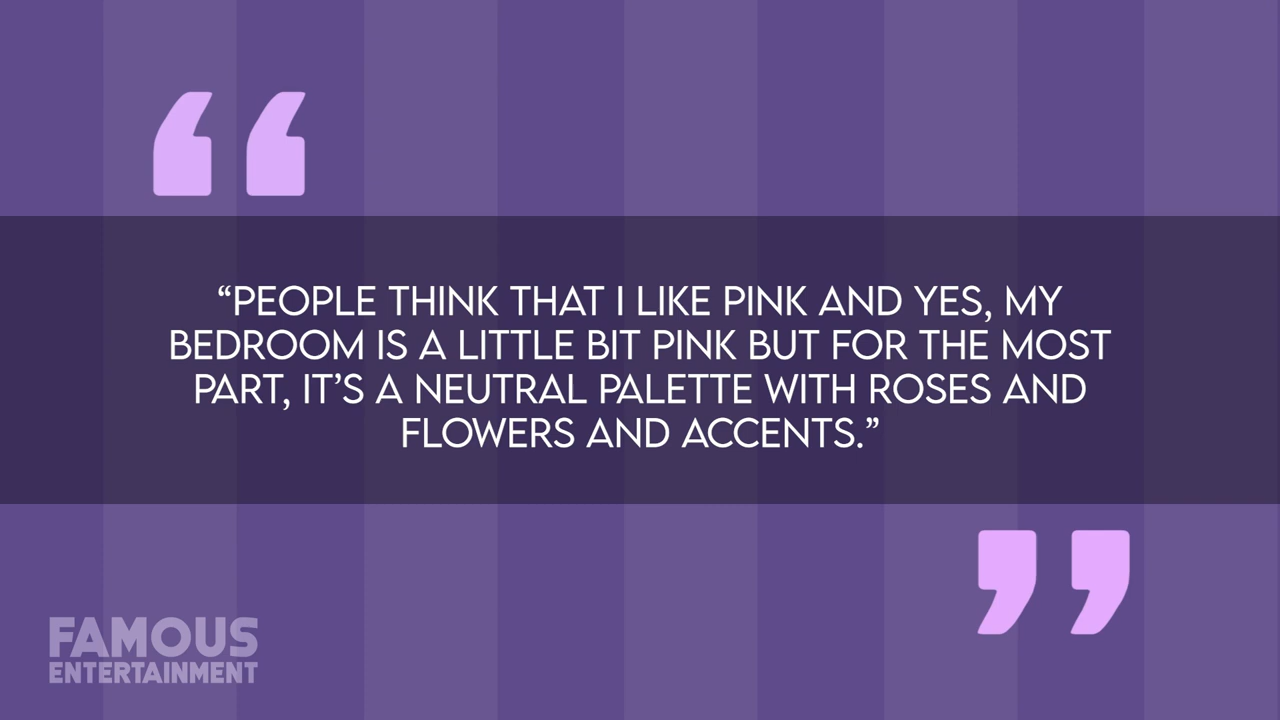 “PEOPLE THINK THAT I LIKE PINK AND YES, MY
BEDROOM IS A LITTLE BIT PINK BUT FOR THE MOST
PART, IT’S A NEUTRAL PALETTE WITH ROSES AND
FLOWERS AND ACCENTS.”
FAMOUS
ENTERTAINMENT